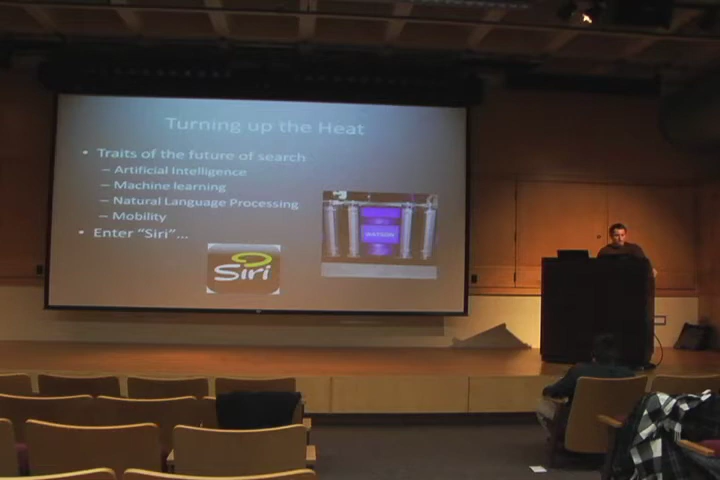 Turning up the Heat
• Traits of the future of search
– Artificial Intelligence
– Machine learning
– Natural Language Processing
– Mobility
• Enter “Siri”...
Siri
WATSON